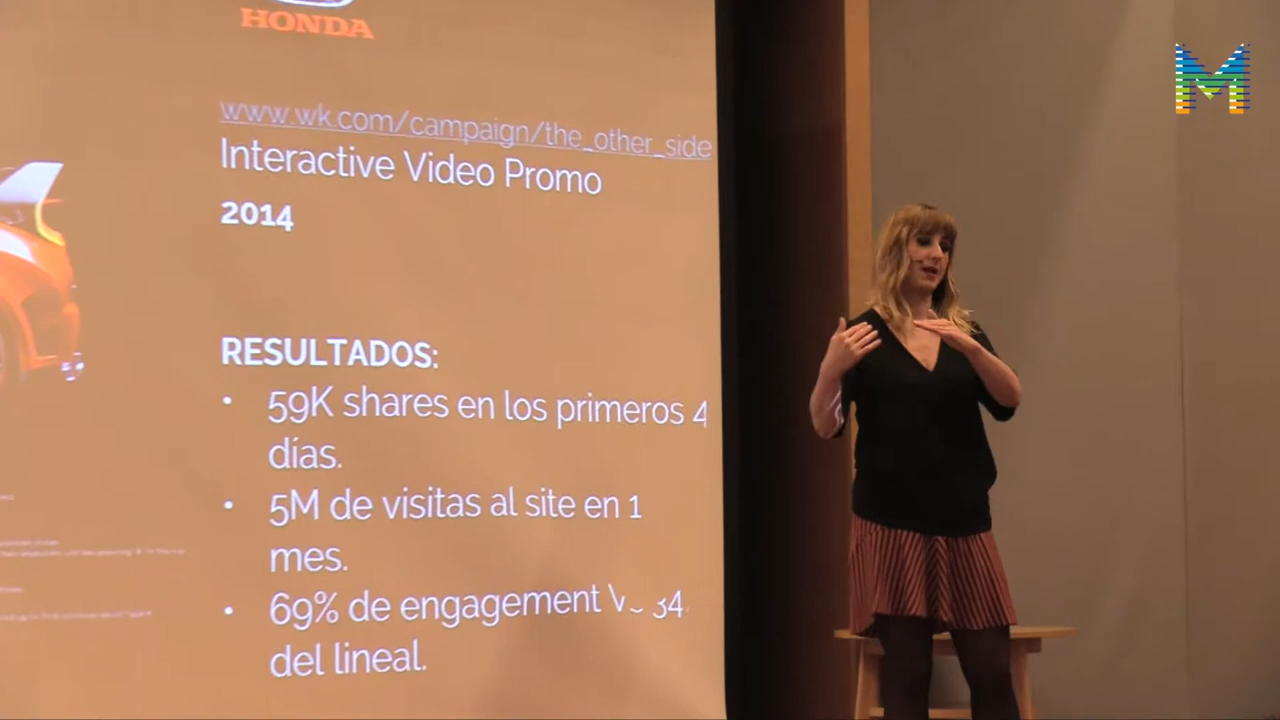 HONDA
www.wk.com/campaign/the_other_side
Interactive Video Promo
2014
RESULTADOS:
• 59K shares en los primeros 4
días.
• 5M de visitas al site en 1
mes.
• 69% de engagement 34
del lineal.
M